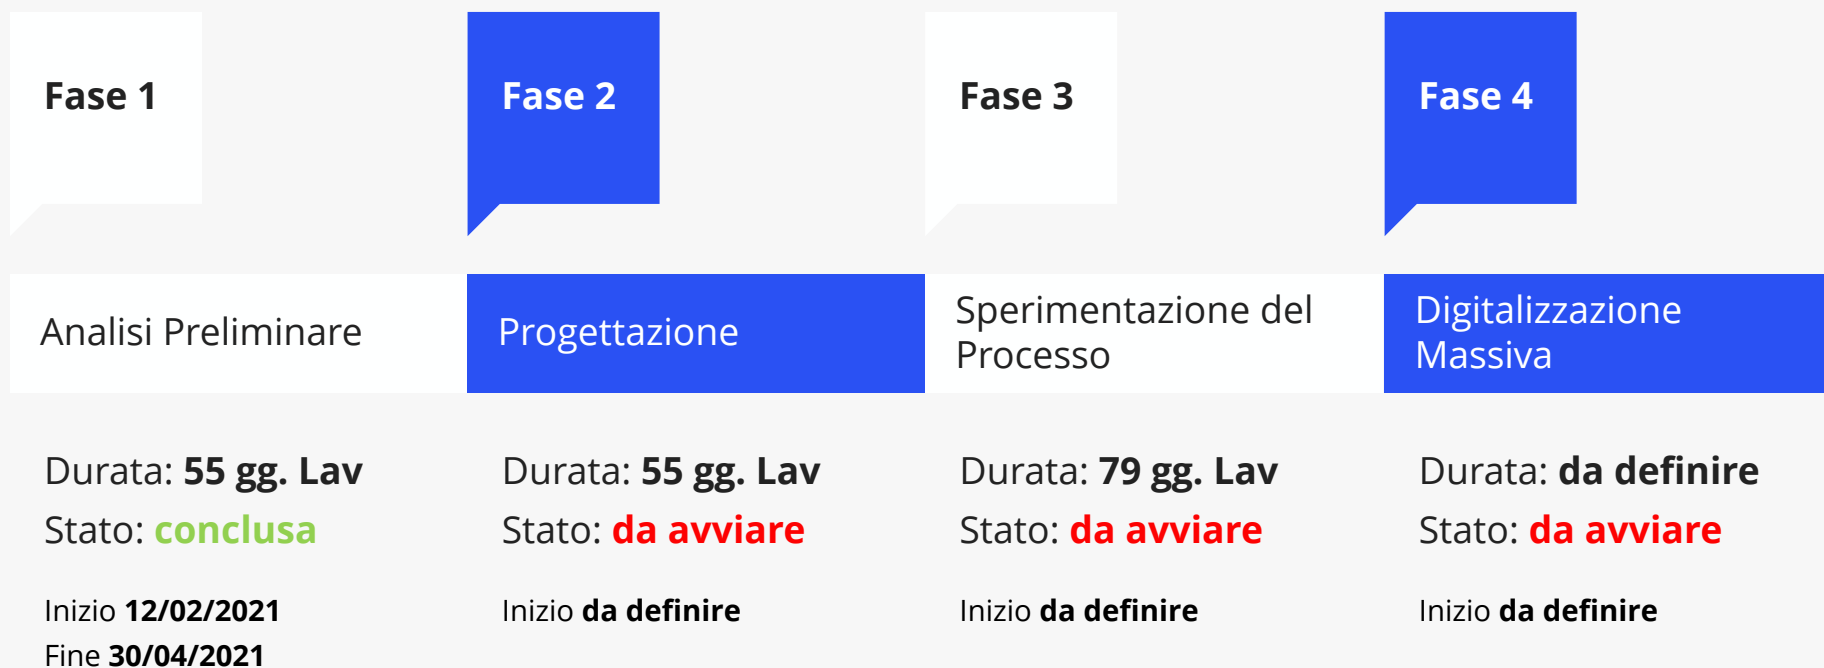 Fase 1
Fase 2
Fase 3
Fase 4
Analisi Preliminare
Progettazione
Sperimentazione del
Processo
Digitalizzazione
Massiva
Durata: 55 gg. Lav
Stato: conclusa
Inizio 12/02/2021
Fine 30/04/2021
Durata: 55 gg. Lav
Stato: da avviare
Inizio da definire
Durata: 79 gg. Lav
Stato: da avviare
Inizio da definire
Durata: da definire
Stato: da avviare
Inizio da definire